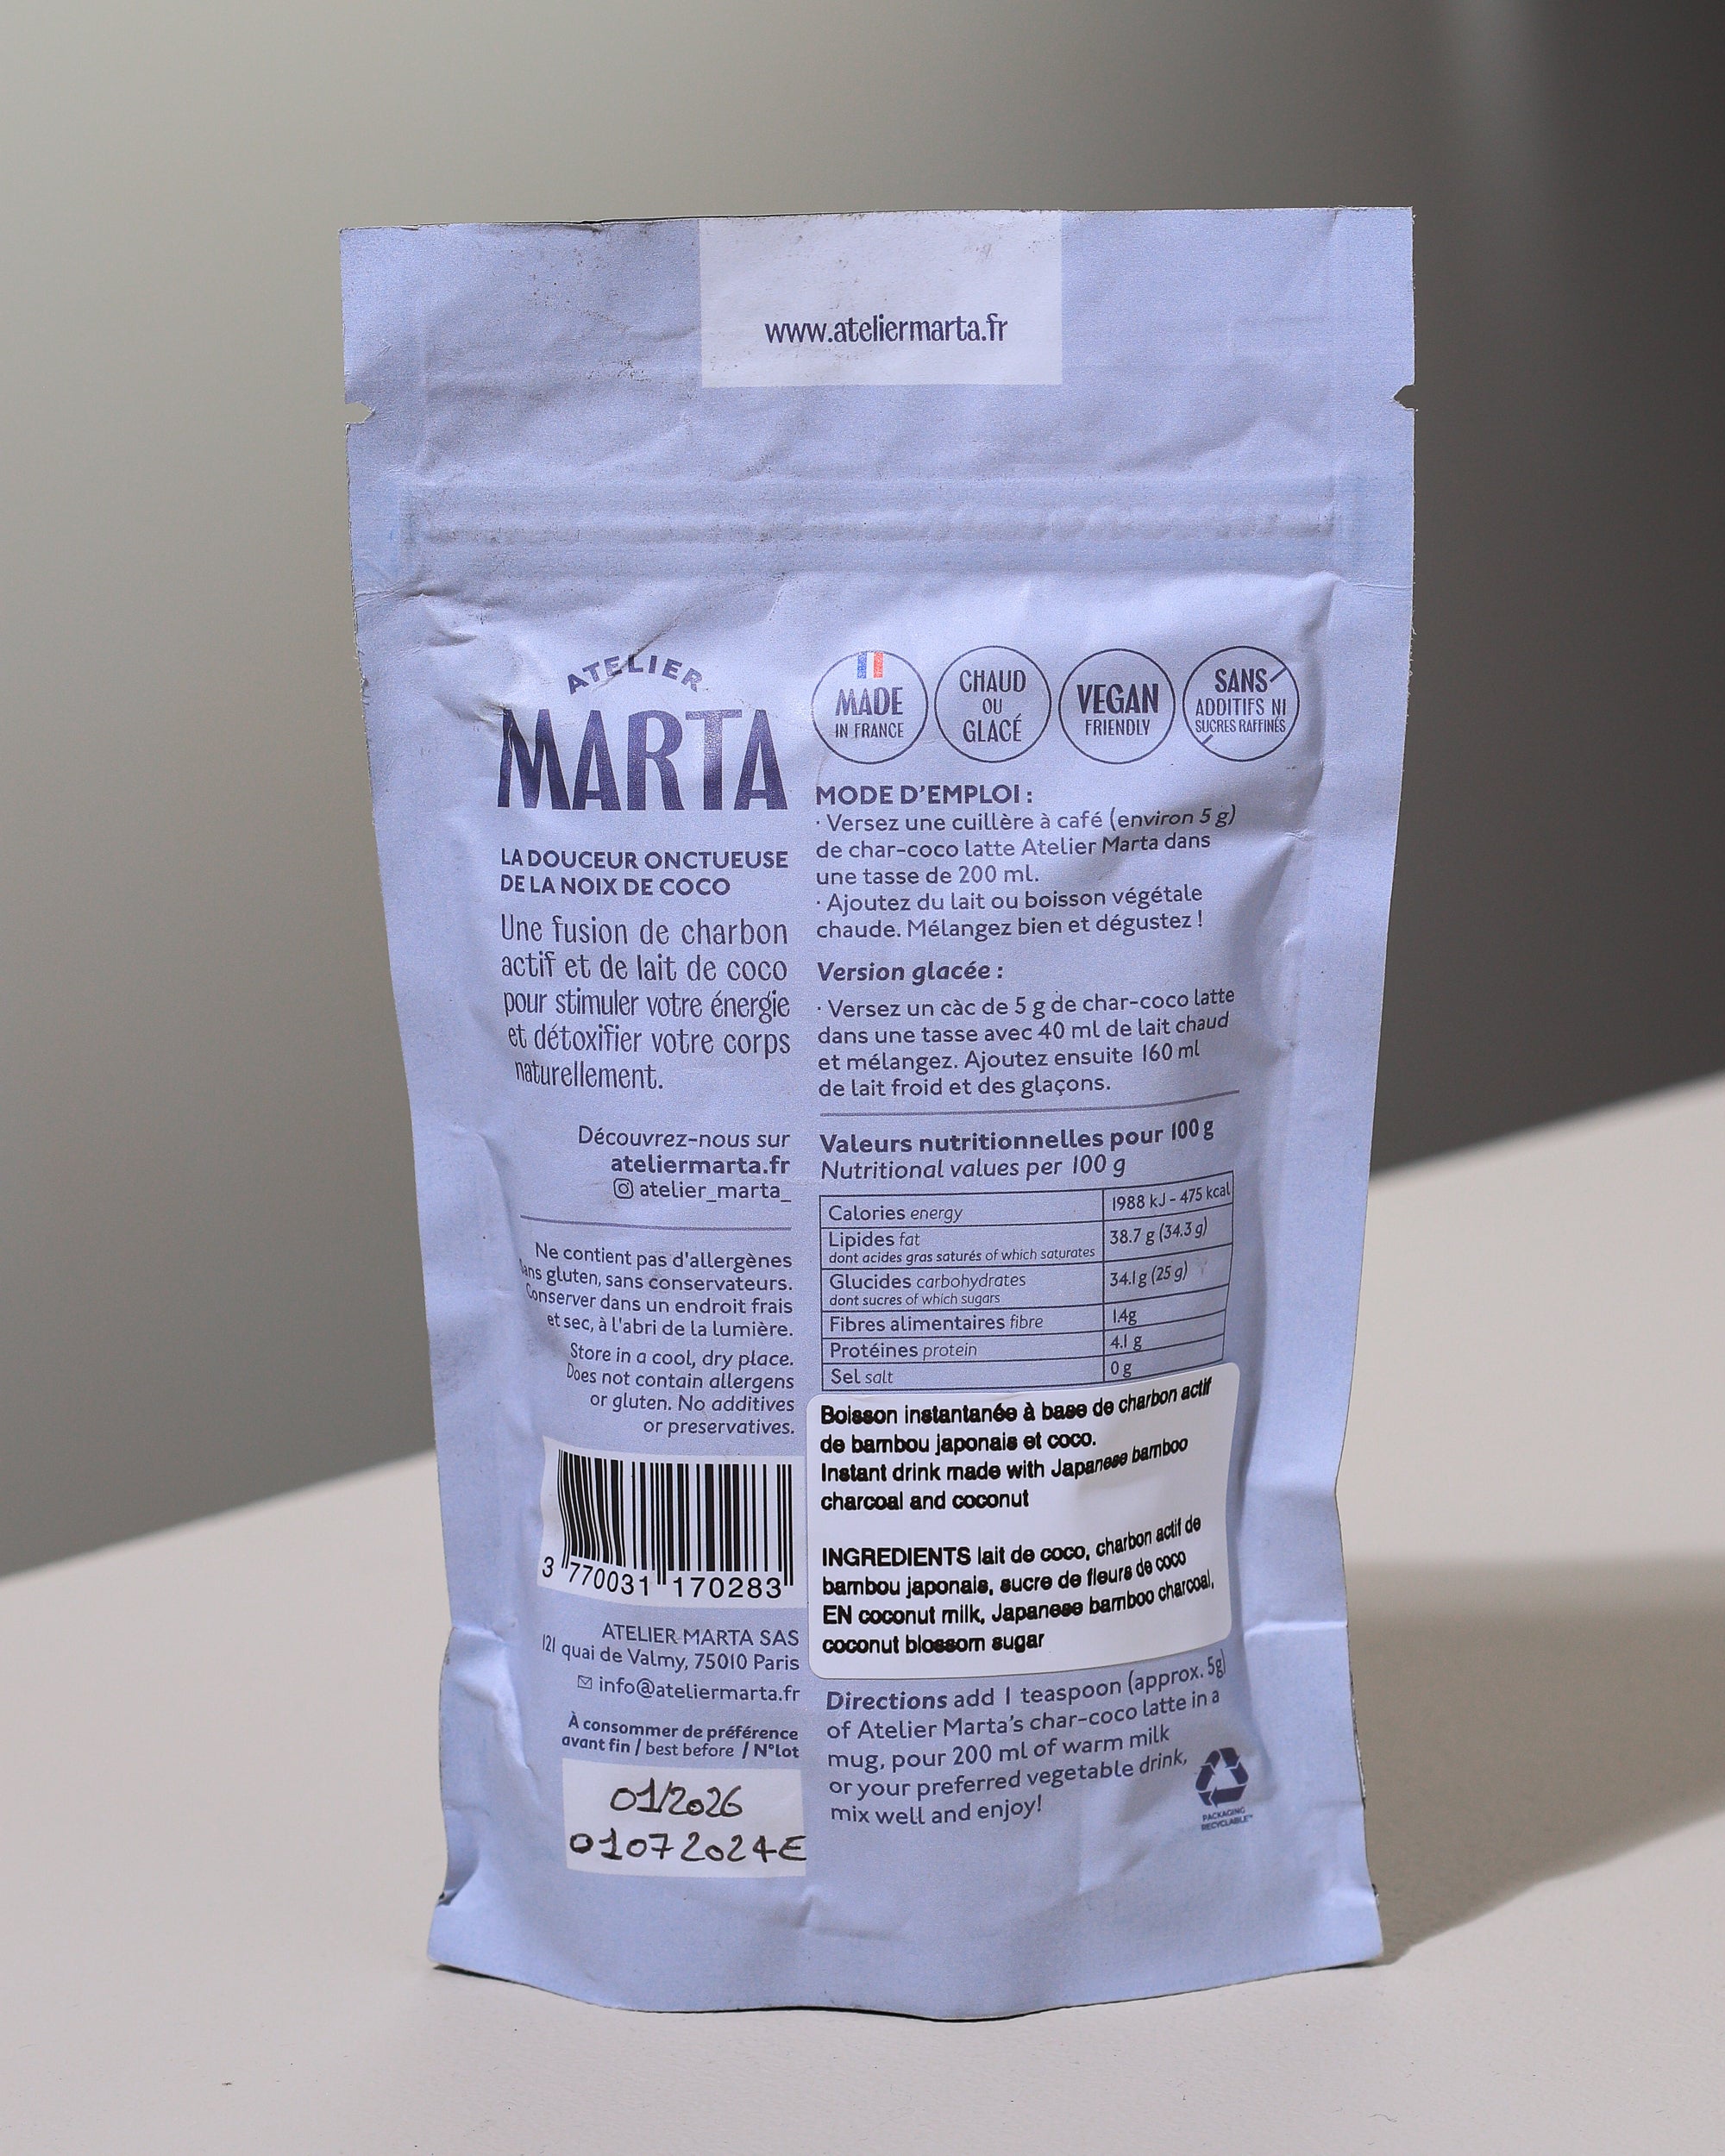 www.ateliermarta.fr
ATELIER
MARTA
LA DOUCEUR ONCTUEUSE
DE LA NOIX DE COCO
Une fusion de charbon
actif et de lait de coco
pour stimuler votre énergie
et détoxifier votre corps
naturellement.
Découvrez-nous sur
ateliermarta.fr
atelier_marta_
Ne contient pas d'allergènes
ans gluten, sans conservateurs.
Conserver dans un endroit frais
et sec, à l'abri de la lumière.
Store in a cool, dry place.
Does not contain allergens
or gluten. No additives
or preservatives.
3 770031 170283
ATELIER MARTA SAS
121 quai de Valmy, 75010 Paris
info@ateliermarta.fr
À consommer de préférence
avant fin / best before / N°lot
01/2026
01072024E
MADE
IN FRANCE
CHAUD
OU
GLACÉ
VEGAN
FRIENDLY
SANS
ADDITIFS NI
SUCRES RAFFINÉS
MODE D'EMPLOI :
· Versez une cuillère à café (environ 5 g)
de char-coco latte Atelier Marta dans
une tasse de 200 ml.
· Ajoutez du lait ou boisson végétale
chaude. Mélangez bien et dégustez !
Version glacée :
· Versez un càc de 5 g de char-coco latte
dans une tasse avec 40 ml de lait chaud
et mélangez. Ajoutez ensuite 160 ml
de lait froid et des glaçons.
Valeurs nutritionnelles pour 100 g
Nutritional values per 100 g
Calories energy 1988 kJ - 475 kcal
Lipides fat 38.7 g (34.3 g)
dont acides gras saturés of which saturates
Glucides carbohydrates 34.1g (25 g)
dont sucres of which sugars
Fibres alimentaires fibre 1.4g
Protéines protein 4.1 g
Sel salt 0 g
Boisson instantanée à base de charbon actif
de bambou japonais et coco.
Instant drink made with Japanese bamboo
charcoal and coconut
INGREDIENTS lait de coco, charbon actif de
bambou japonais, sucre de fleurs de coco
EN coconut milk, Japanese bamboo charcoal,
coconut blossom sugar
Directions add 1 teaspoon (approx. 5g)
of Atelier Marta's char-coco latte in a
mug, pour 200 ml of warm milk
or your preferred vegetable drink,
mix well and enjoy!
PACKAGING
RECYCLABLE™